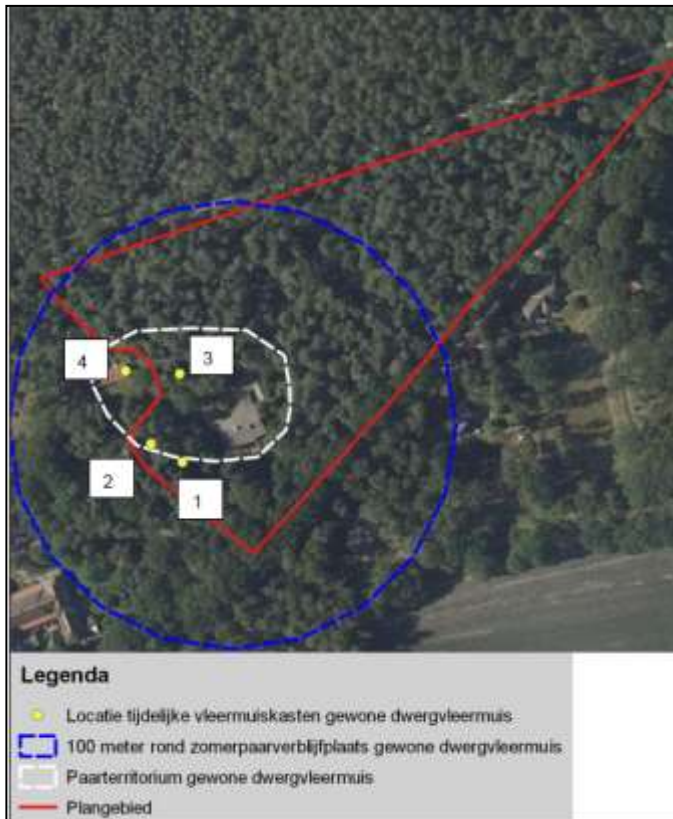 4
3
2
1
Legenda
Locatie tijdelijke vleermuiskasten gewone dwergvleermuis
100 meter rond zomerpaarverblijfplaats gewone dwergvleermuis
Paarterritorium gewone dwergvleermuis
Plangebied